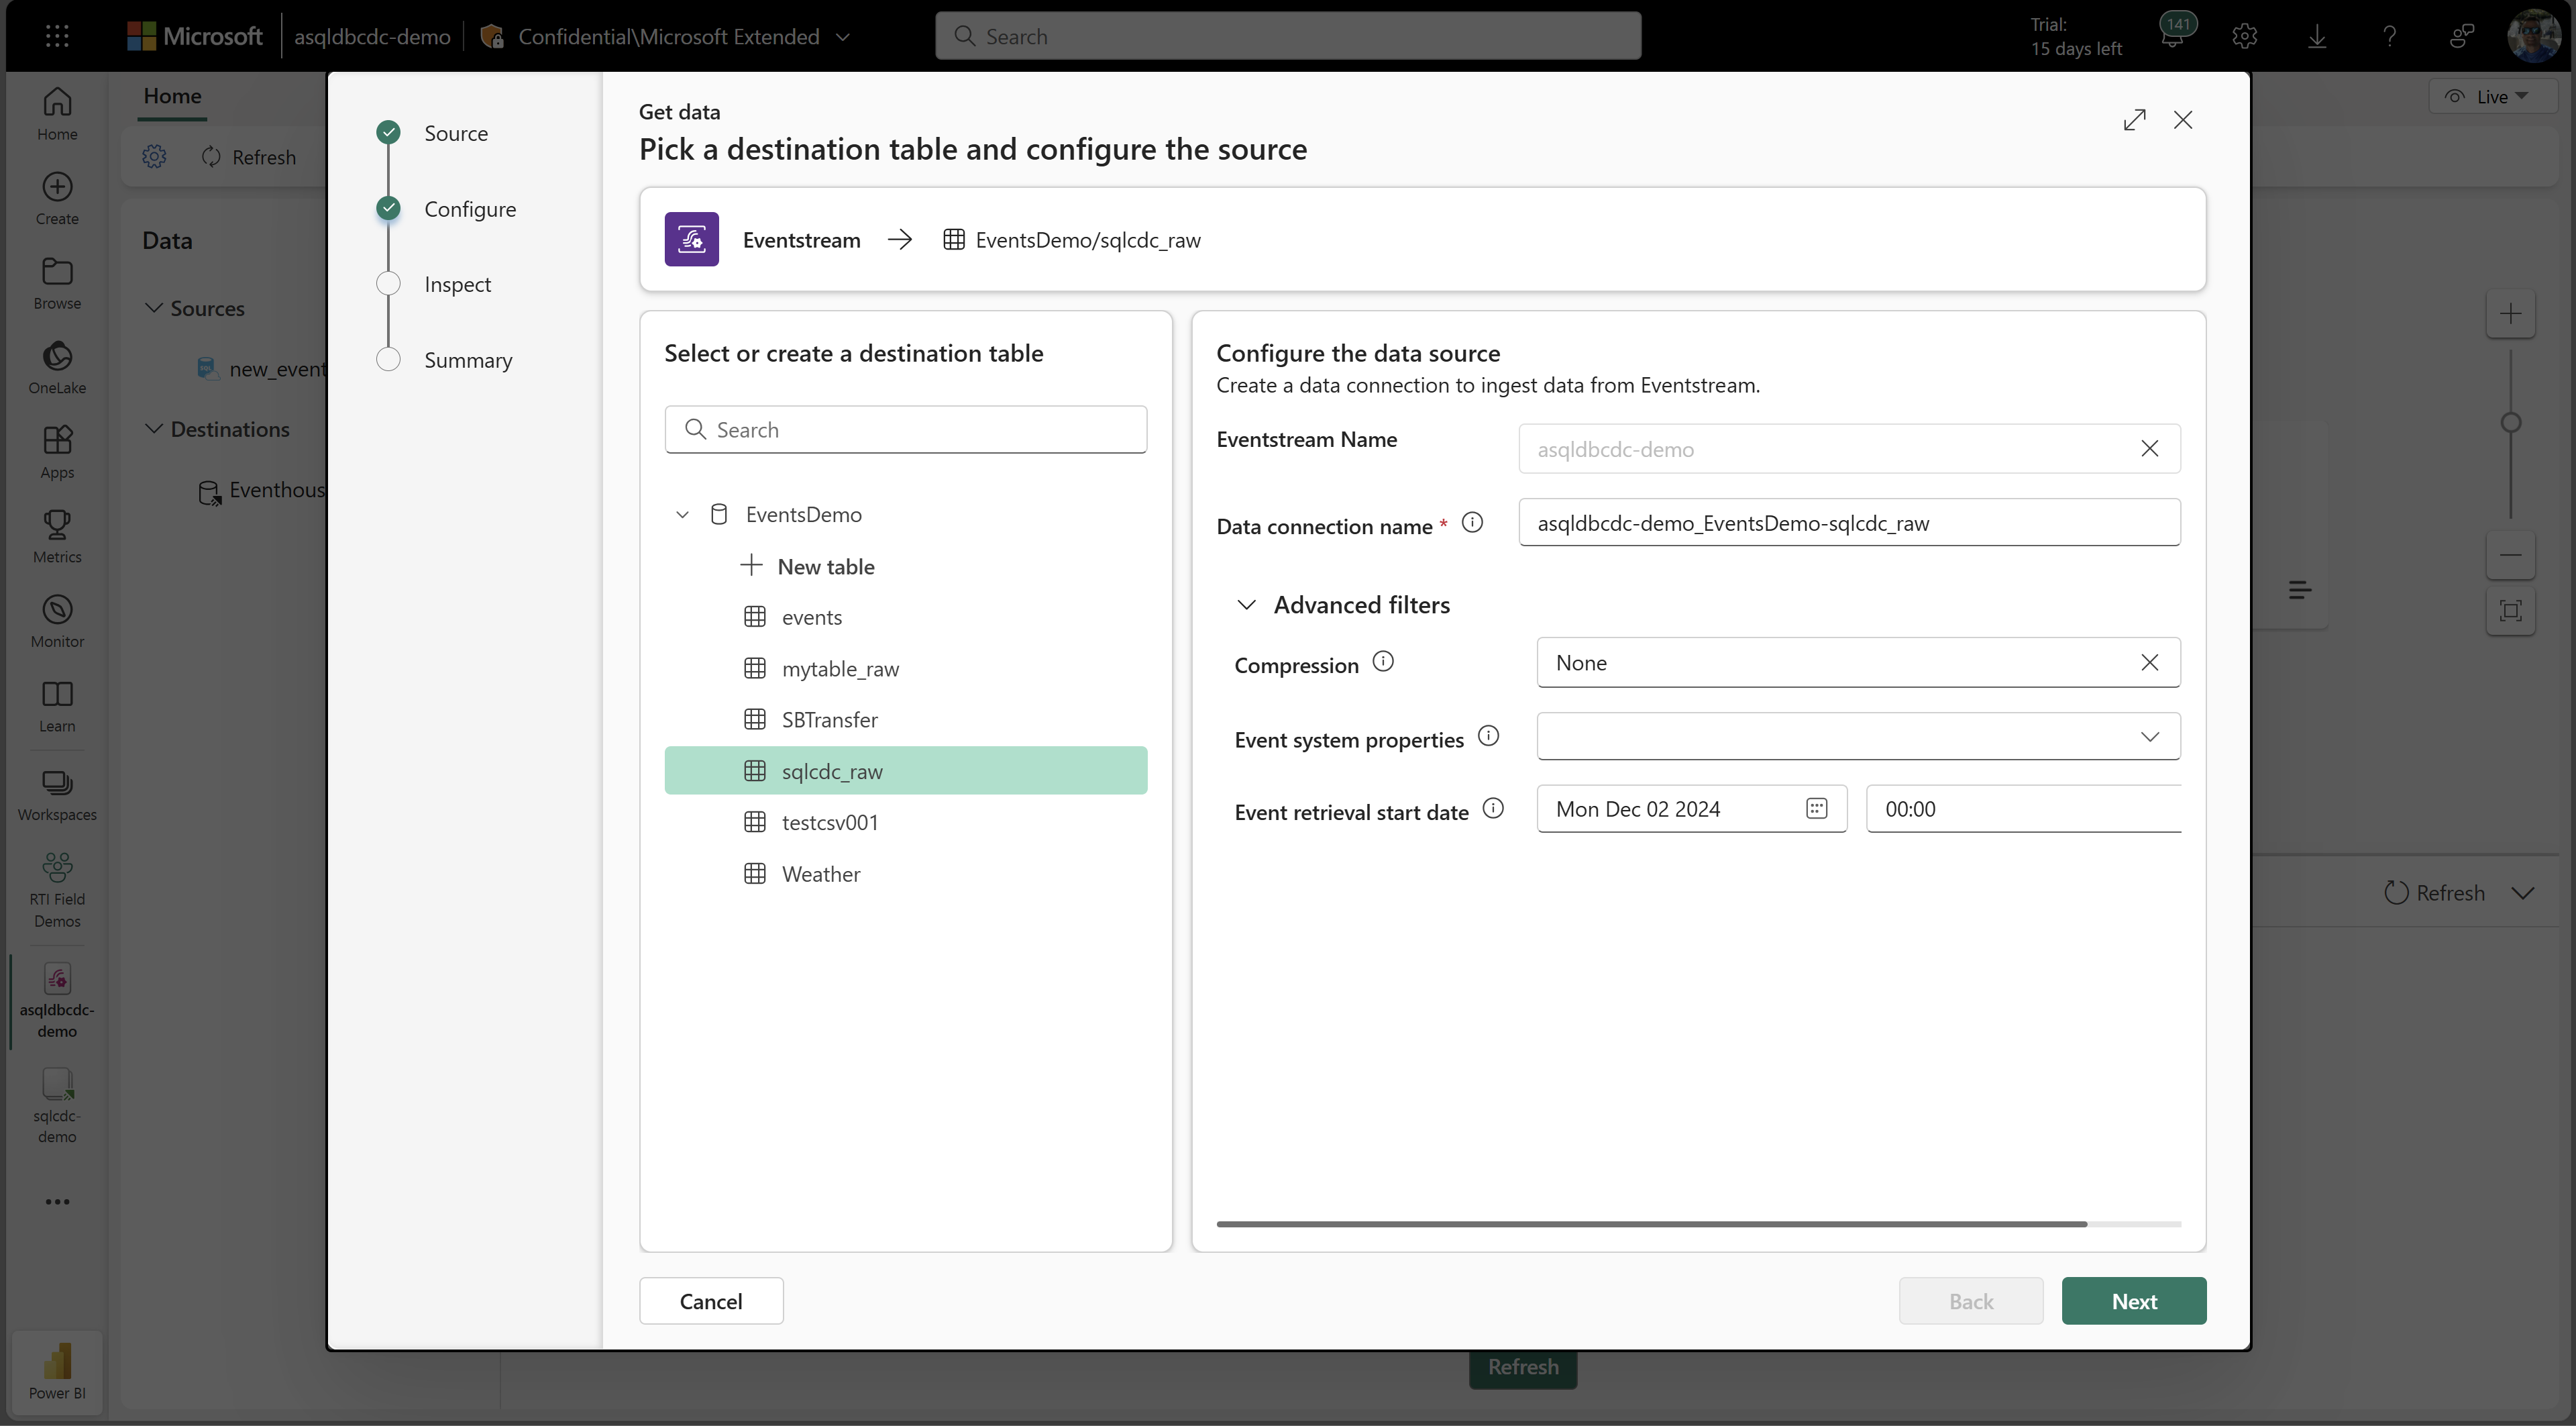 Microsoft
asqldbcdc-demo
Confidential\Microsoft Extended
Search
Trial:
15 days left
141
Home
Create
Browse
OneLake
Apps
Metrics
Monitor
Learn
Workspaces
RTI Field
Demos
asqldbcdc-
demo
sqlcdc-
demo
Power BI
Home
Refresh
Live
Data
Sources
new_event
Destinations
Eventhous
Source
Configure
Inspect
Summary
Get data
Pick a destination table and configure the source
Eventstream
EventsDemo/sqlcdc_raw
Select or create a destination table
Search
EventsDemo
New table
events
mytable_raw
SBTransfer
sqlcdc_raw
testcsv001
Weather
Configure the data source
Create a data connection to ingest data from Eventstream.
Eventstream Name
asqldbcdc-demo
Data connection name *
asqldbcdc-demo_EventsDemo-sqlcdc_raw
Advanced filters
Compression
None
Event system properties
Event retrieval start date
Mon Dec 02 2024
00:00
Cancel
Back
Next
Refresh
Refresh